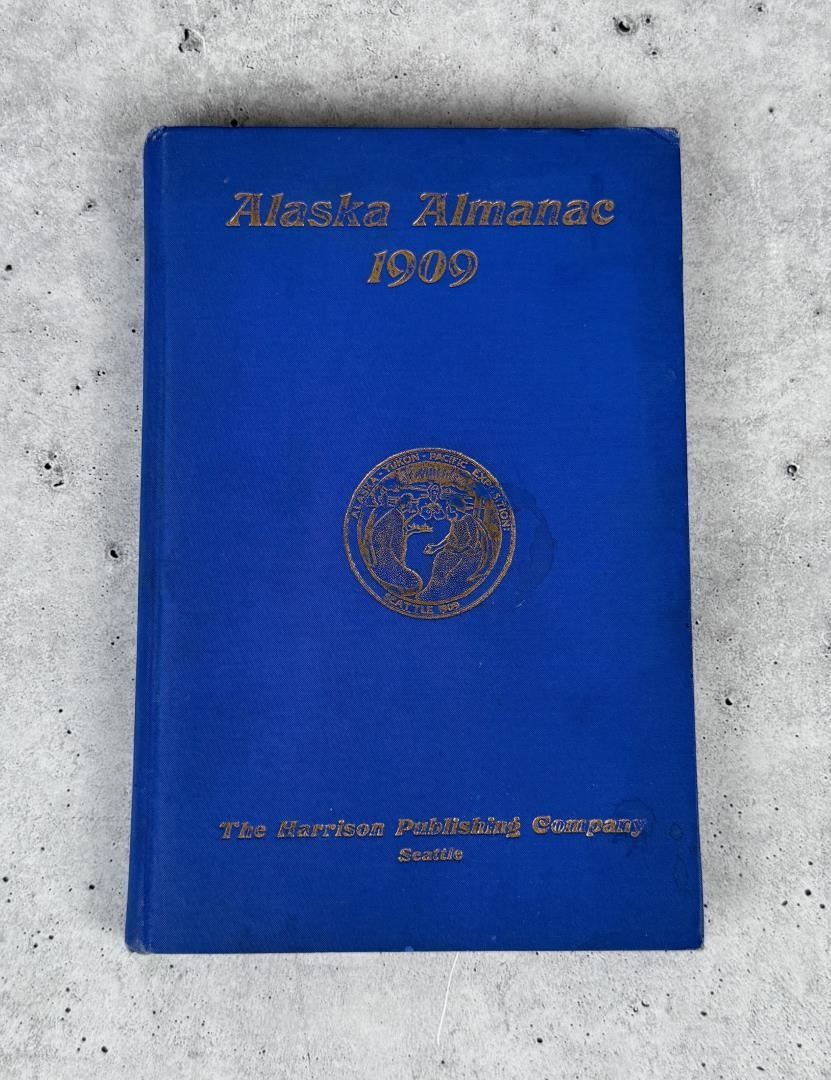 Alaska Almanac
1909
ALASKA · YUKON · PACIFIC EXPOSITION:
SEATTLE 1909
The Harrison Publishing Company
Seattle